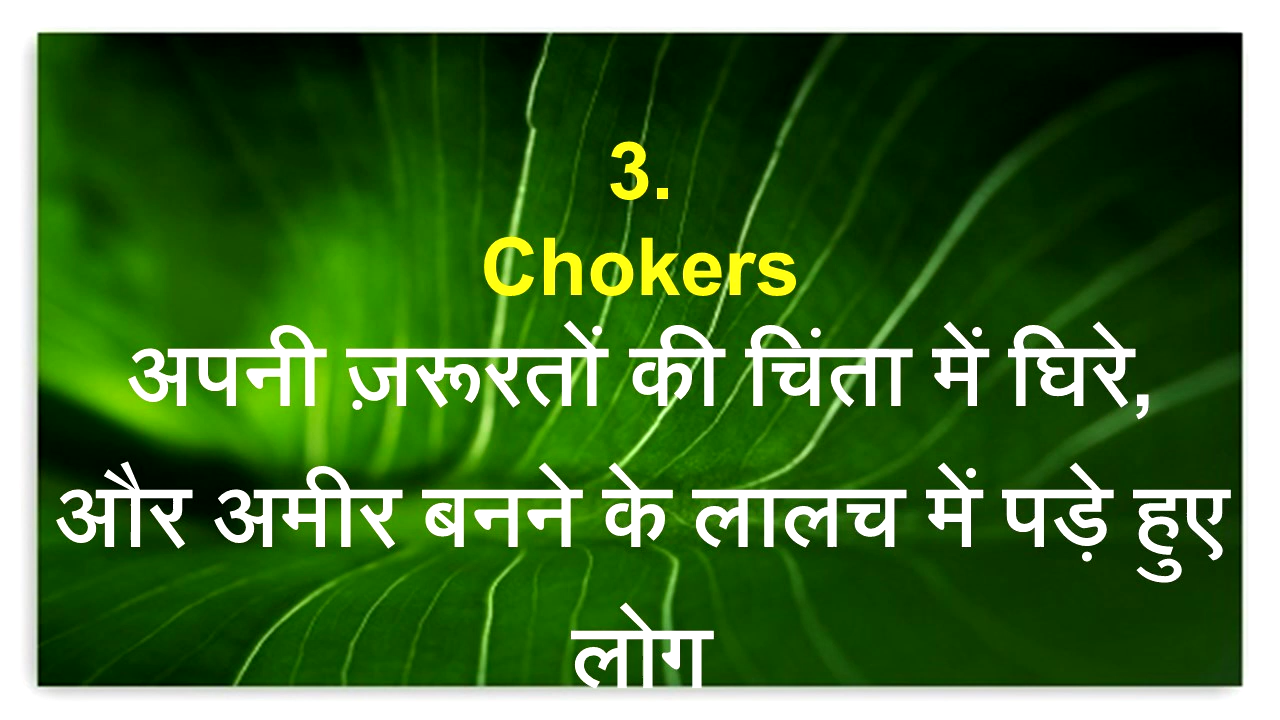 3.
Chokers
अपनी ज़रूरतों की चिंता में घिरे,
और अमीर बनने के लालच में पड़े हुए
लोग